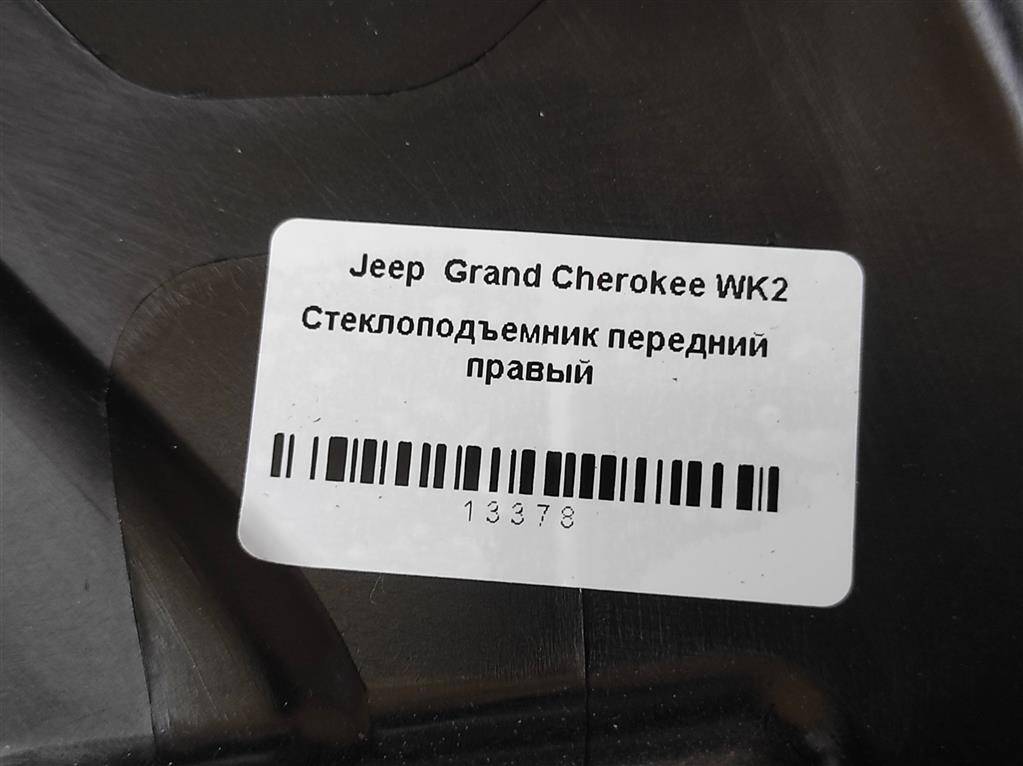 Jeep Grand Cherokee WK2
Стеклоподъемник передний
правый
13378